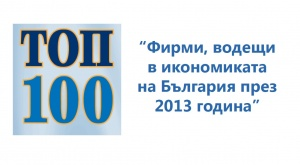 ТОП
100
“Фирми, водещи
в икономиката
на България през
2013 година”